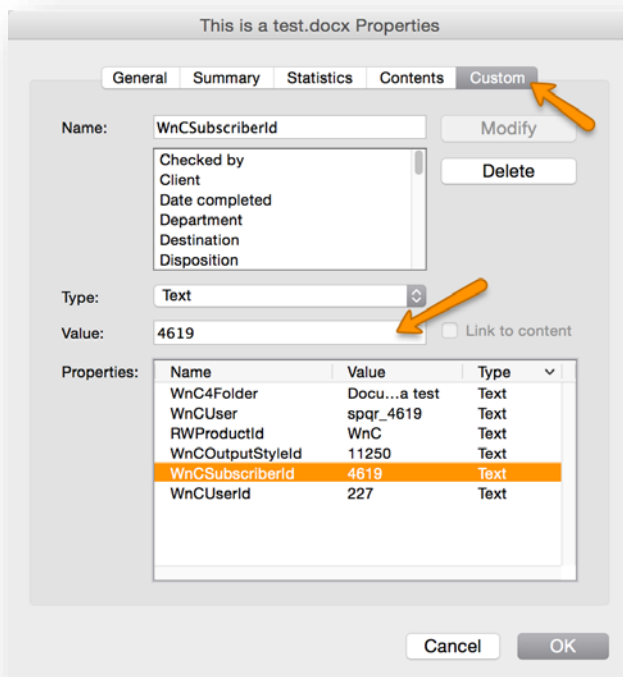 This is a test.docx Properties
General Summary Statistics Contents Custom
Name: WnCSubscriberId Modify
Checked by
Client
Date completed
Department
Destination
Disposition
Delete
Type: Text
Value: 4619 Link to content
Properties: Name Value Type
WnC4Folder Docu...a test Text
WnCUser spqr_4619 Text
RWProductId WnC Text
WnCOutputStyleId 11250 Text
WnCSubscriberId 4619 Text
WnCUserId 227 Text
Cancel OK